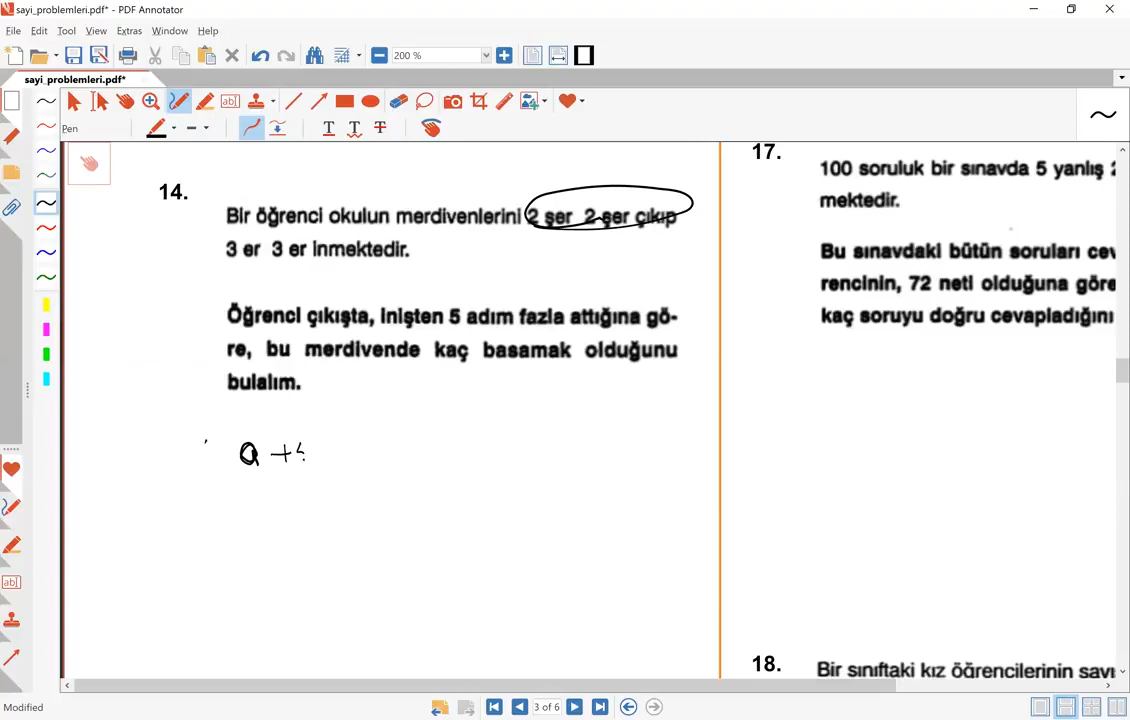 sayi_problemleri.pdf* - PDF Annotator
File Edit Tool View Extras Window Help
200 %
sayi_problemleri.pdf*
Pen
14.
Bir öğrenci okulun merdivenlerini 2 şer 2 şer çıkıp
3 er 3 er inmektedir.
Öğrenci çıkışta, inişten 5 adım fazla attığına gö-
re, bu merdivende kaç basamak olduğunu
bulalım.
a +
17.
100 soruluk bir sınavda 5 yanlış
mektedir.
Bu sınavdaki bütün soruları cev
rencinin, 72 neti olduğuna göre
kaç soruyu doğru cevapladığını
18.
Bir sınıftaki kız öğrencilerinin sayı
Modified
3 of 6